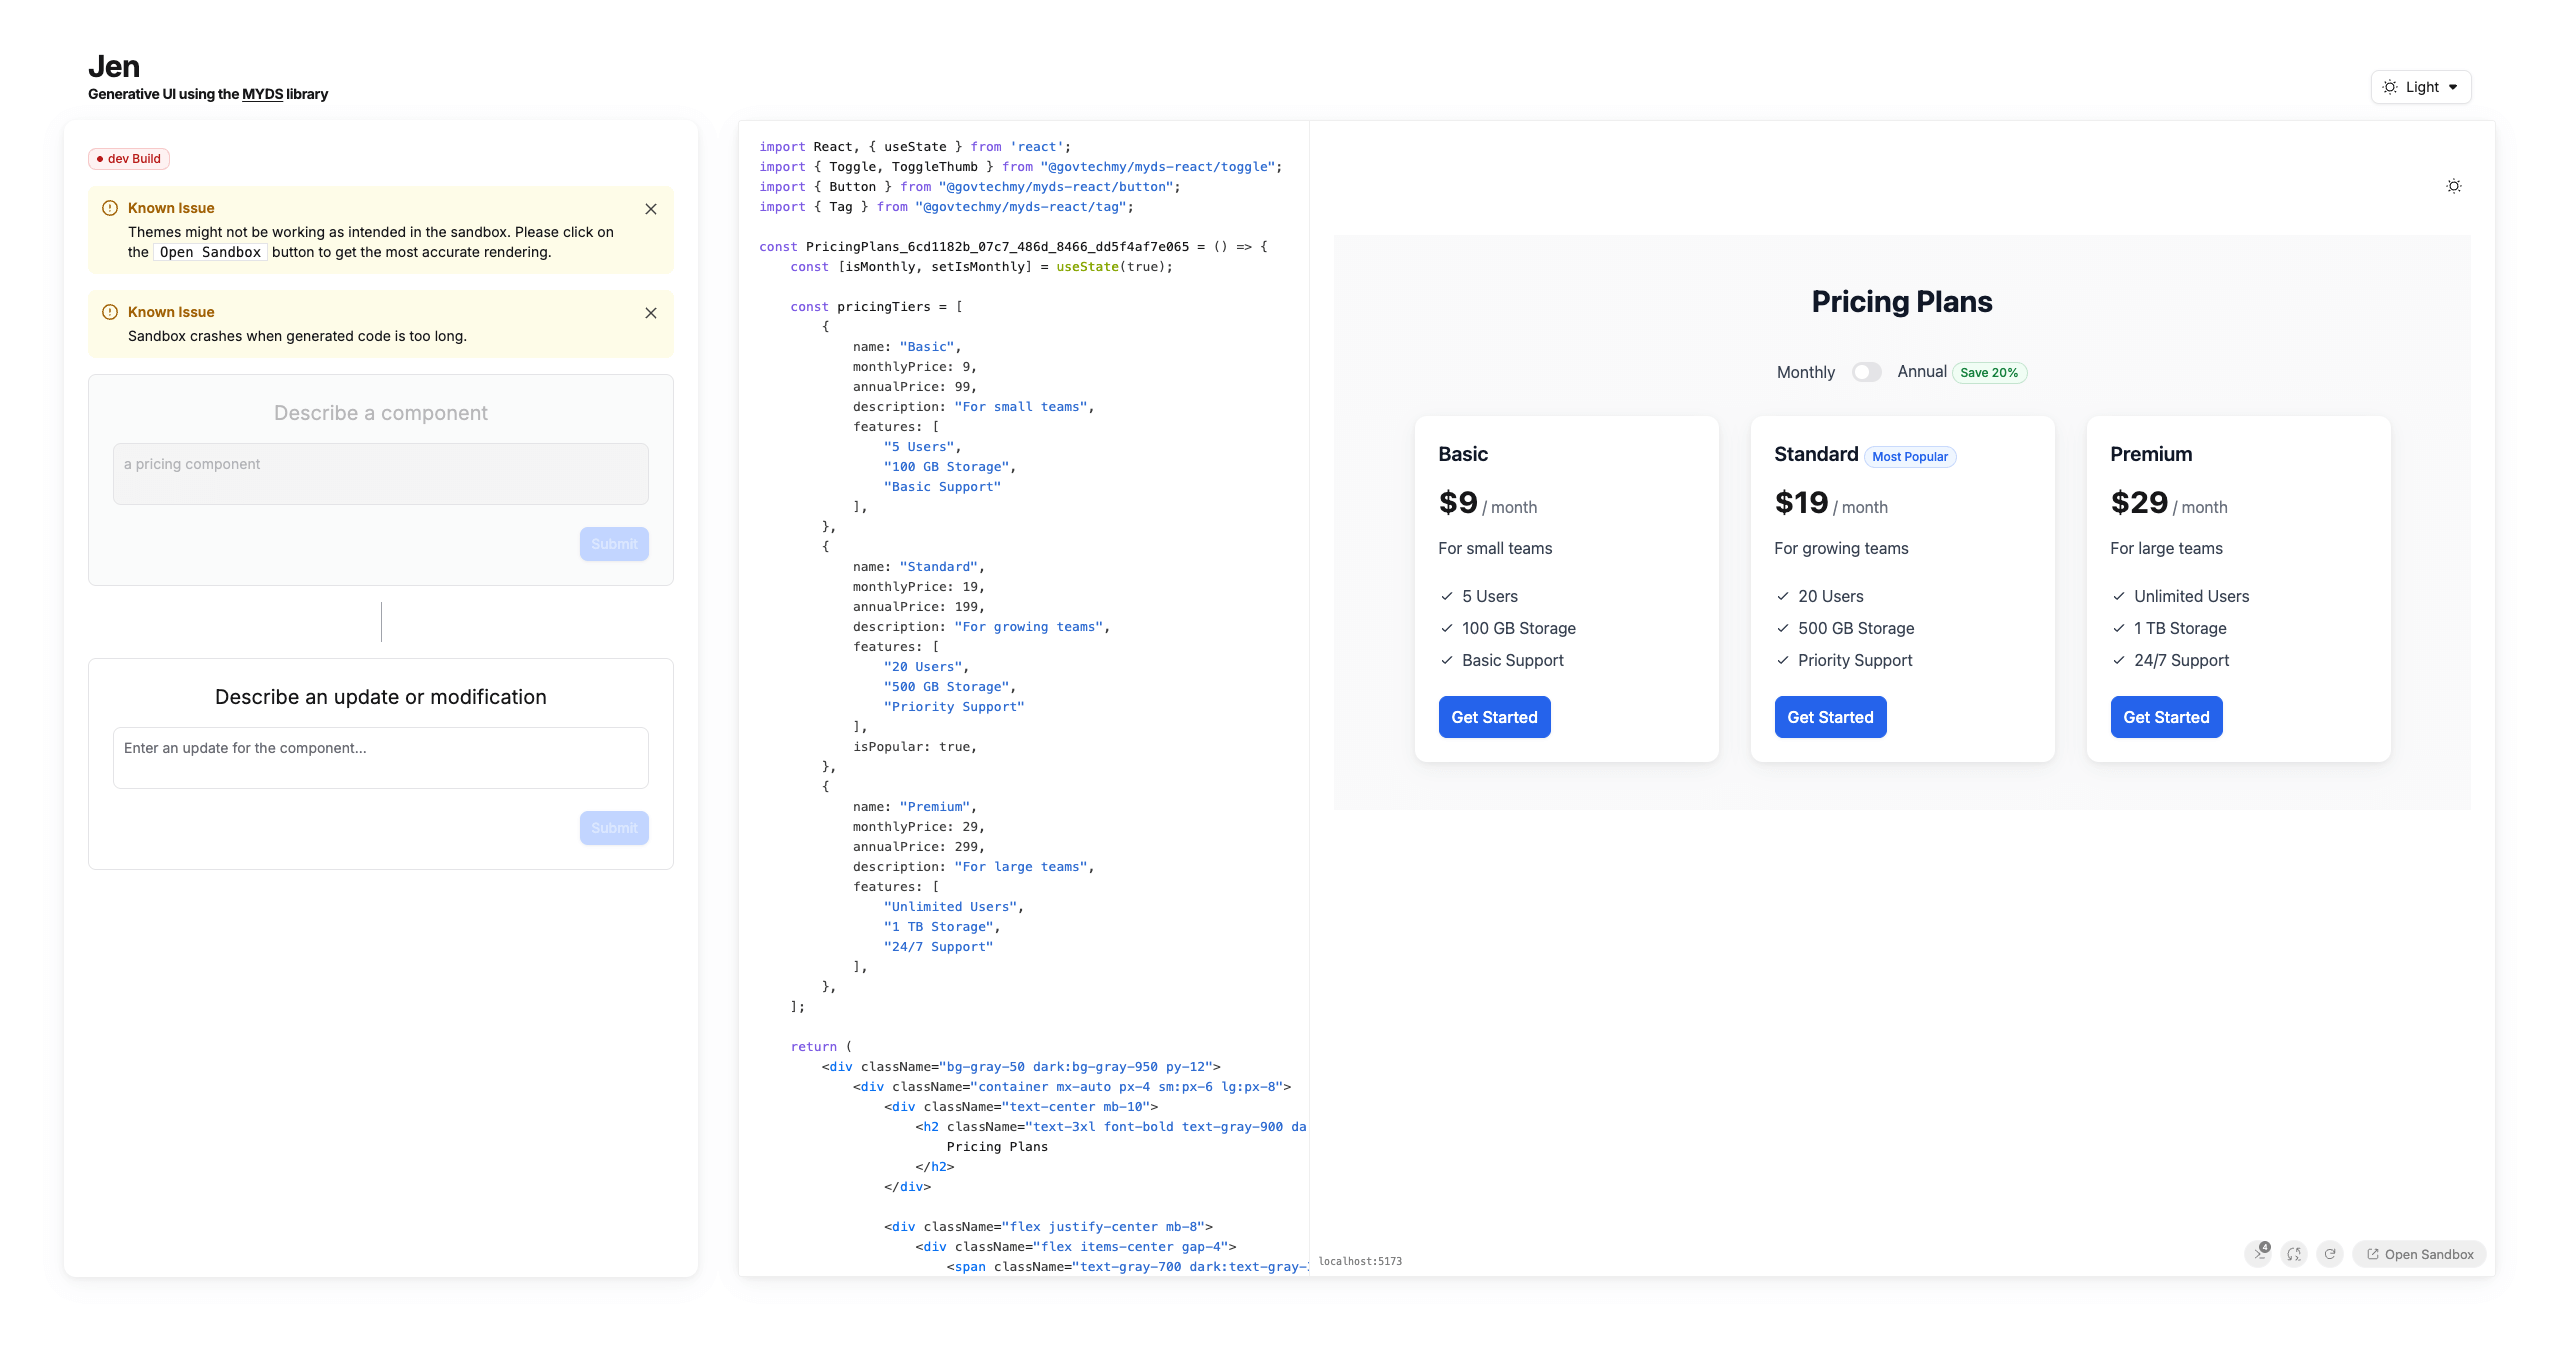 Jen
Generative UI using the MYDS library
Light
dev Build
Known Issue
Themes might not be working as intended in the sandbox. Please click on
the Open Sandbox button to get the most accurate rendering.
Known Issue
Sandbox crashes when generated code is too long.
Describe a component
a pricing component
Submit
Describe an update or modification
Enter an update for the component...
Submit
import React, { useState } from 'react';
import { Toggle, ToggleThumb } from "@govtechmy/myds-react/toggle";
import { Button } from "@govtechmy/myds-react/button";
import { Tag } from "@govtechmy/myds-react/tag";
const PricingPlans_6cd1182b_07c7_486d_8466_dd5f4af7e065 = () => {
const [isMonthly, setIsMonthly] = useState(true);
const pricingTiers = [
{
name: "Basic",
monthlyPrice: 9,
annualPrice: 99,
description: "For small teams",
features: [
"5 Users",
"100 GB Storage",
"Basic Support"
],
},
{
name: "Standard",
monthlyPrice: 19,
annualPrice: 199,
description: "For growing teams",
features: [
"20 Users",
"500 GB Storage",
"Priority Support"
],
isPopular: true,
},
{
name: "Premium",
monthlyPrice: 29,
annualPrice: 299,
description: "For large teams",
features: [
"Unlimited Users",
"1 TB Storage",
"24/7 Support"
],
},
];
return (
<div className="bg-gray-50 dark:bg-gray-950 py-12">
<div className="container mx-auto px-4 sm:px-6 lg:px-8">
<div className="text-center mb-10">
<h2 className="text-3xl font-bold text-gray-900 da
Pricing Plans
</h2>
</div>
<div className="flex justify-center mb-8">
<div className="flex items-center gap-4">
<span className="text-gray-700 dark:text-gray-
Pricing Plans
Monthly Annual Save 20%
Basic
$9 / month
For small teams
5 Users
100 GB Storage
Basic Support
Get Started
Standard Most Popular
$19 / month
For growing teams
20 Users
500 GB Storage
Priority Support
Get Started
Premium
$29 / month
For large teams
Unlimited Users
1 TB Storage
24/7 Support
Get Started
localhost:5173
4
Open Sandbox